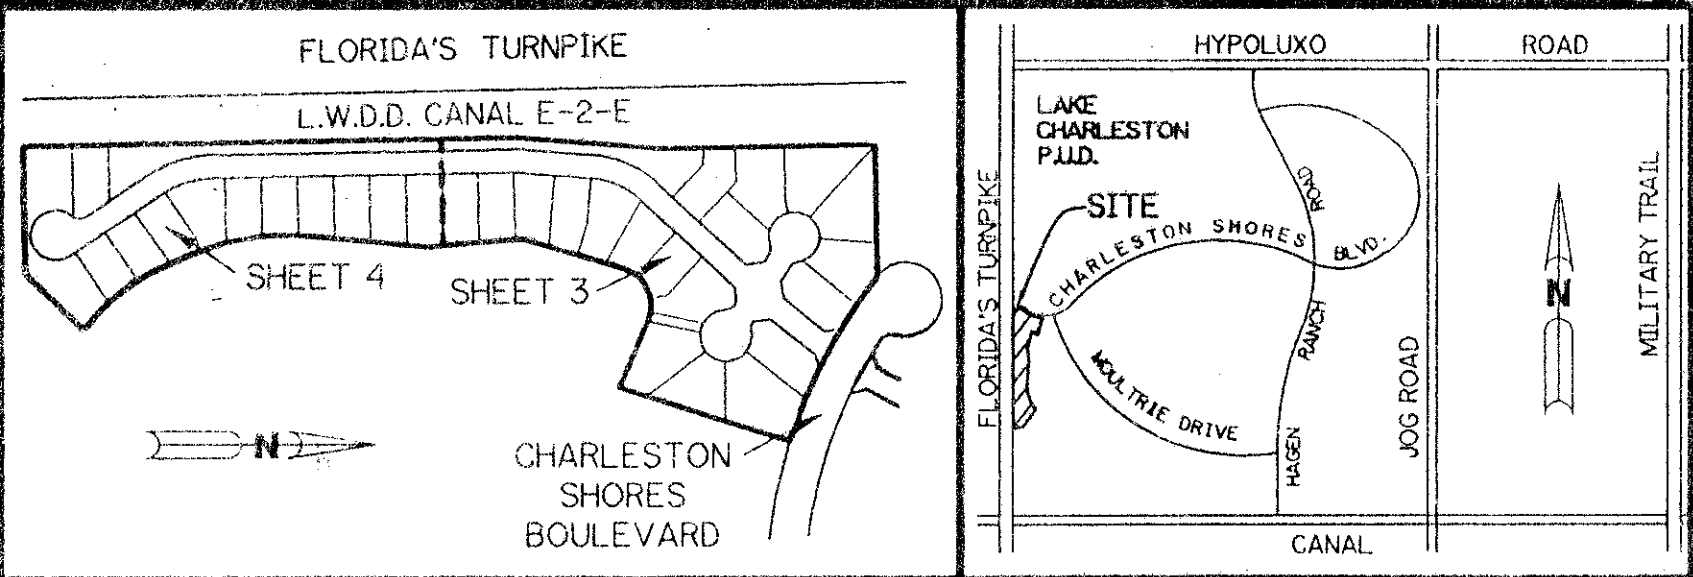 FLORIDA'S TURNPIKE
L.W.D.D. CANAL E-2-E
SHEET 4
SHEET 3
N
CHARLESTON
SHORES
BOULEVARD
HYPOLUXO ROAD
LAKE
CHARLESTON
P.U.D.
FLORIDA'S TURNPIKE
SITE
CHARLESTON SHORES BLVD.
MOULTRIE DRIVE
HAGEN RANCH ROAD
JOG ROAD
N
MILITARY TRAIL
CANAL